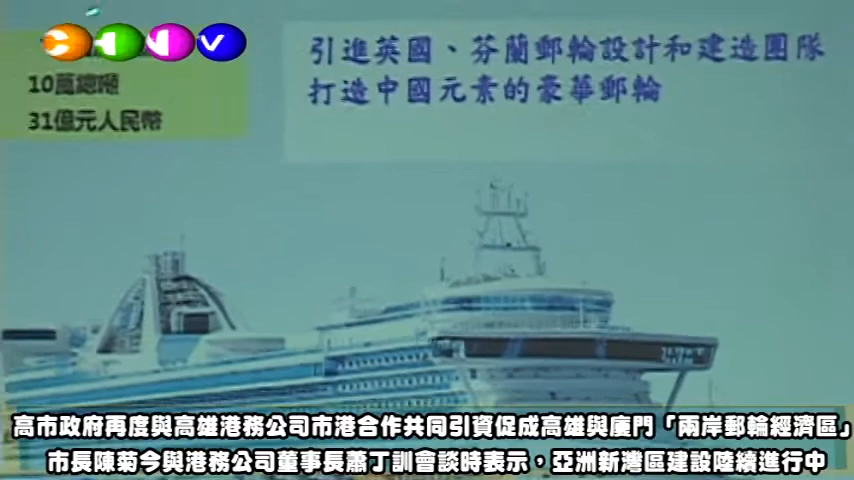 CHNV
10萬總噸
31億元人民幣
引進英國、芬蘭郵輪設計和建造團隊
打造中國元素的豪華郵輪
高市政府再度與高雄港務公司市港合作共同引資促成高雄與廈門「兩岸郵輪經濟區」
市長陳菊今與港務公司董事長蕭丁訓會談時表示，亞洲新灣區建設陸續進行中